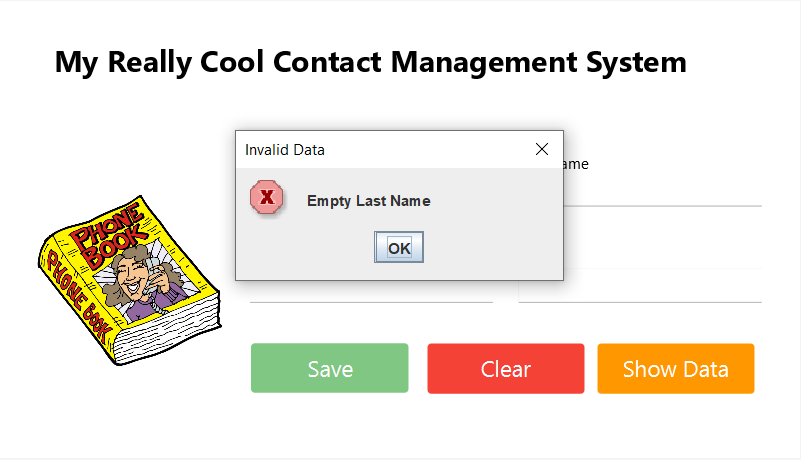 My Really Cool Contact Management System
Invalid Data
ame
X
Empty Last Name
OK
PHONE
BOOK
PHONE BOOK
Save
Clear
Show Data